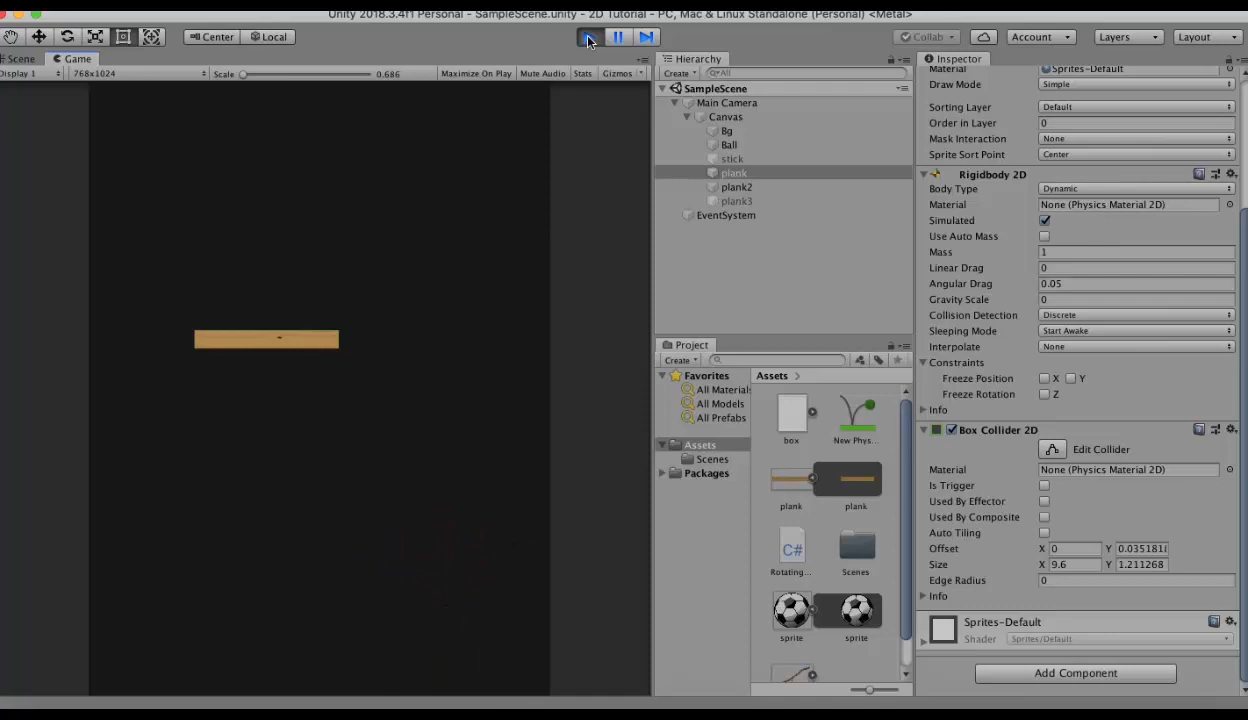 Unity 2018.3.4f1 Personal - SampleScene.unity - 2D Tutorial - PC, Mac & Linux Standalone (Personal) <Metal>
Center Local Collab Account Layers Layout
Scene Game
Display 1 768x1024 Scale 0.686 Maximize On Play Mute Audio Stats Gizmos
Hierarchy
Create All
SampleScene
Main Camera
Canvas
Bg
Ball
stick
plank
plank2
plank3
EventSystem
Project
Create
Favorites
All Materials
All Models
All Prefabs
Assets
Scenes
Packages
Assets
box
New Phys...
plank
plank
C#
Rotating...
Scenes
sprite
sprite
Inspector
Material Sprites-Default
Draw Mode Simple
Sorting Layer Default
Order in Layer 0
Mask Interaction None
Sprite Sort Point Center
Rigidbody 2D
Body Type Dynamic
Material None (Physics Material 2D)
Simulated
Use Auto Mass
Mass 1
Linear Drag 0
Angular Drag 0.05
Gravity Scale 0
Collision Detection Discrete
Sleeping Mode Start Awake
Interpolate None
Constraints
Freeze Position X Y
Freeze Rotation Z
Info
Box Collider 2D
Edit Collider
Material None (Physics Material 2D)
Is Trigger
Used By Effector
Used By Composite
Auto Tiling
Offset X 0 Y 0.035181
Size X 9.6 Y 1.211268
Edge Radius 0
Info
Sprites-Default
Shader Sprites/Default
Add Component